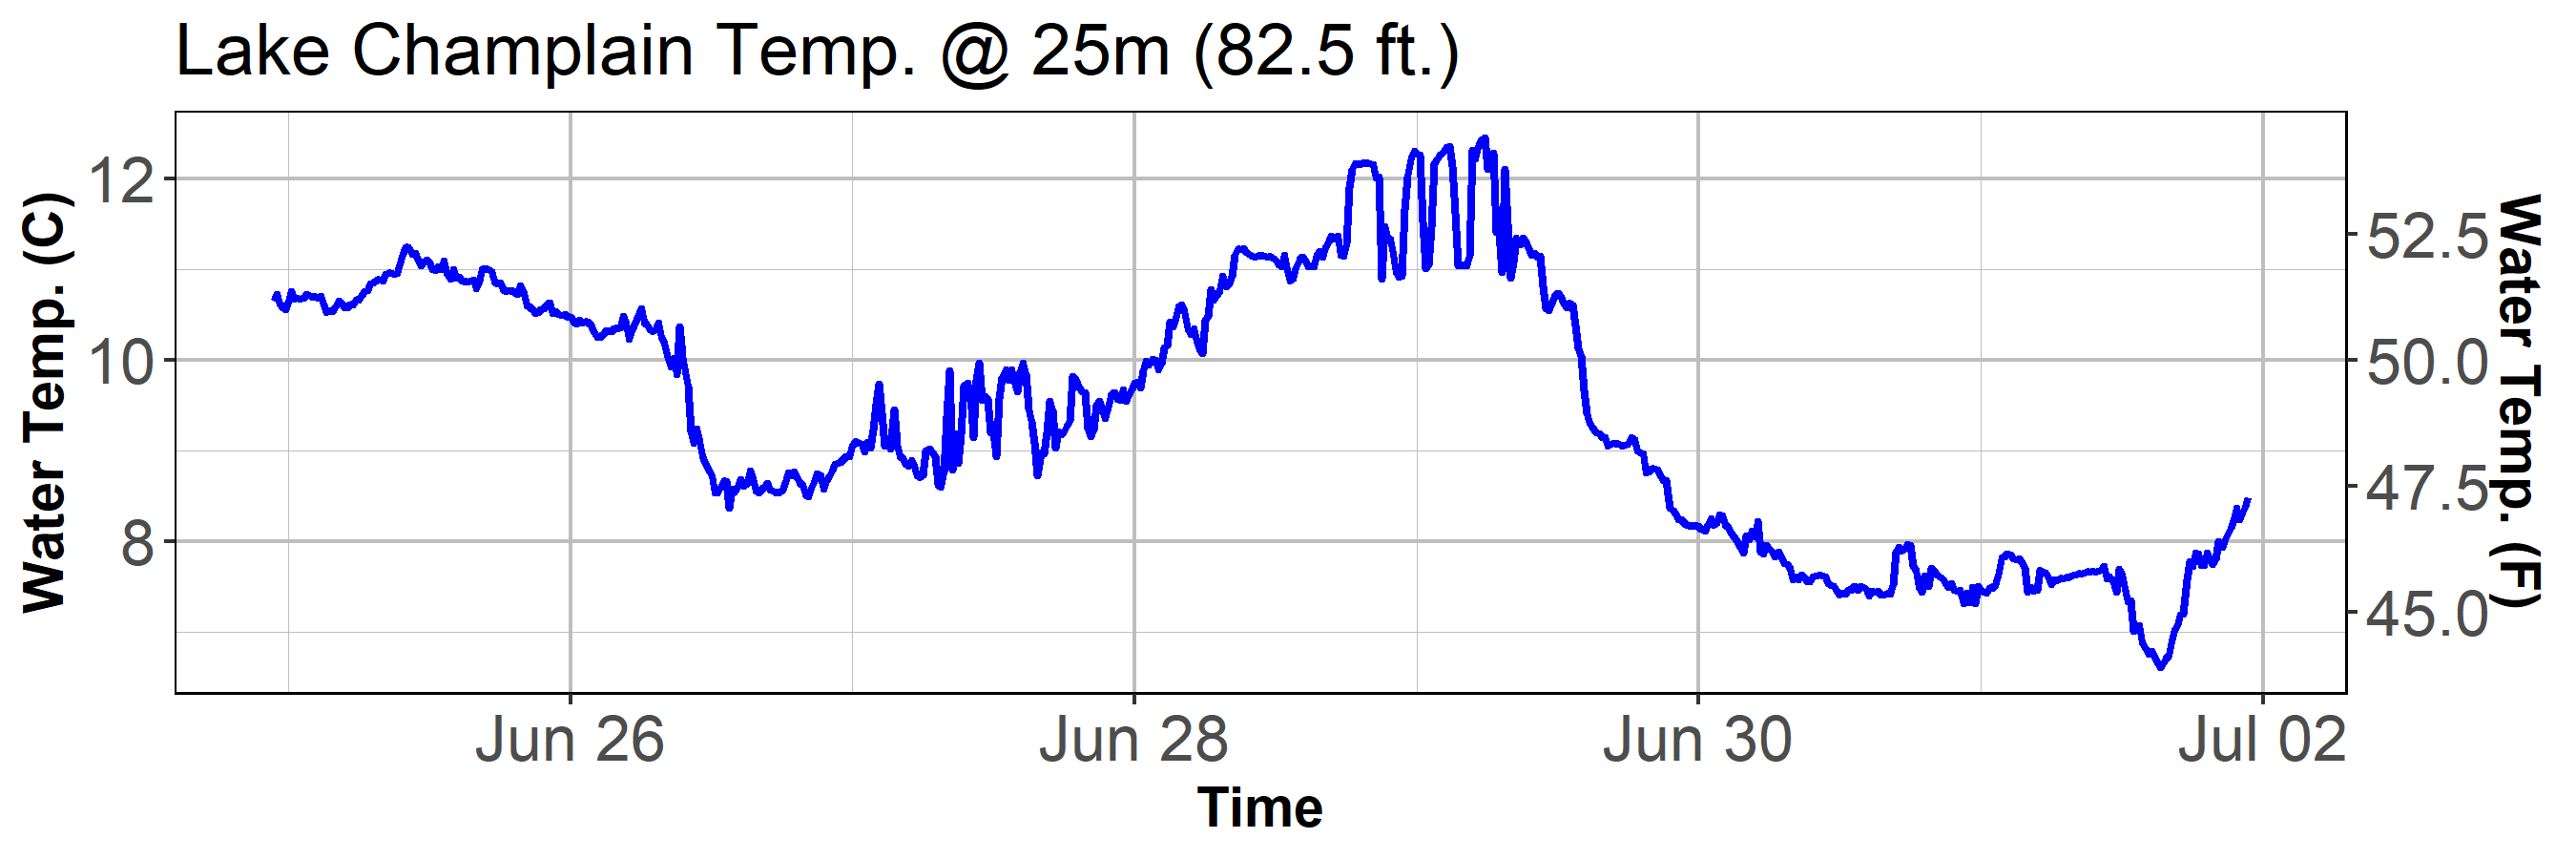 Lake Champlain Temp. @ 25m (82.5 ft.)
Water Temp. (C)
12
10
8
52.5
50.0
47.5
45.0
Water Temp. (F)
Jun 26
Jun 28
Jun 30
Jul 02
Time